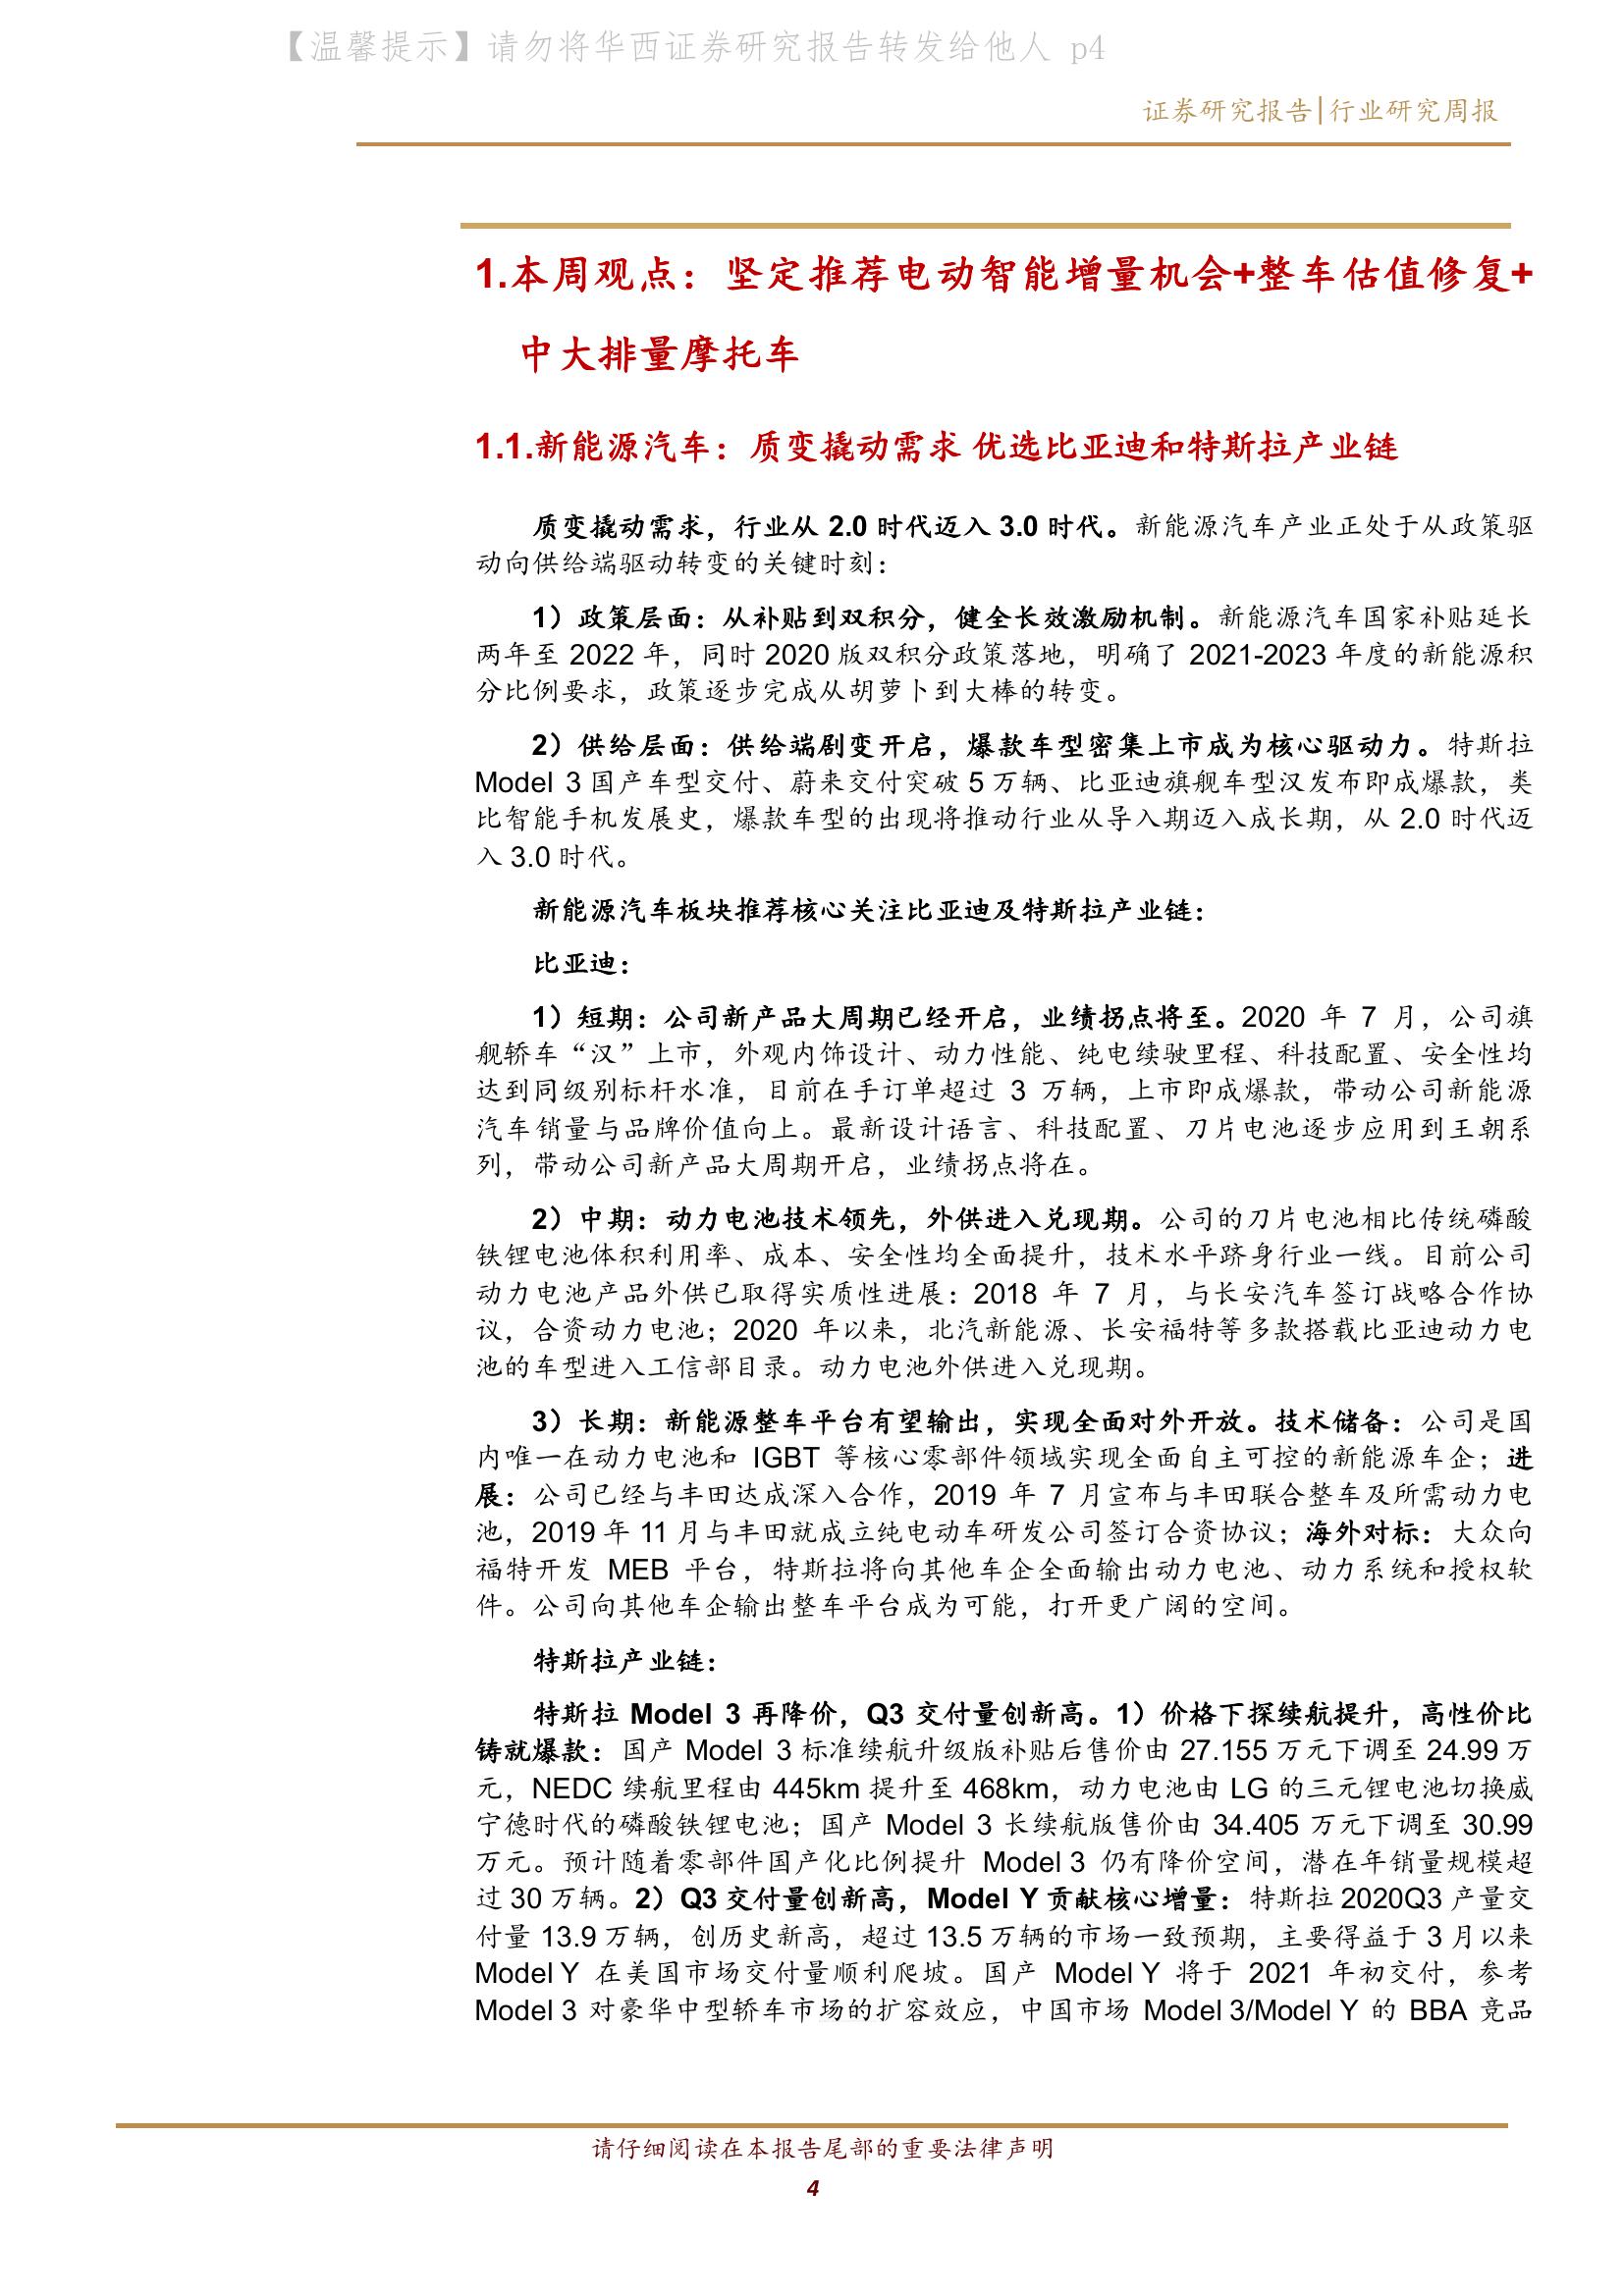 【温馨提示】请勿将华西证券研究报告转发给他人 p4
证券研究报告|行业研究周报
1.本周观点：坚定推荐电动智能增量机会+整车估值修复+
中大排量摩托车
1.1.新能源汽车：质变撬动需求 优选比亚迪和特斯拉产业链
质变撬动需求，行业从 2.0 时代迈入 3.0 时代。新能源汽车产业正处于从政策驱
动向供给端驱动转变的关键时刻：
1）政策层面：从补贴到双积分，健全长效激励机制。新能源汽车国家补贴延长
两年至 2022 年，同时 2020 版双积分政策落地，明确了 2021-2023 年度的新能源积
分比例要求，政策逐步完成从胡萝卜到大棒的转变。
2）供给层面：供给端剧变开启，爆款车型密集上市成为核心驱动力。特斯拉
Model 3 国产车型交付、蔚来交付突破 5 万辆、比亚迪旗舰车型汉发布即成爆款，类
比智能手机发展史，爆款车型的出现将推动行业从导入期迈入成长期，从 2.0 时代迈
入 3.0 时代。
新能源汽车板块推荐核心关注比亚迪及特斯拉产业链：
比亚迪：
1）短期：公司新产品大周期已经开启，业绩拐点将至。2020 年 7 月，公司旗
舰轿车“汉”上市，外观内饰设计、动力性能、纯电续驶里程、科技配置、安全性均
达到同级别标杆水准，目前在手订单超过 3 万辆，上市即成爆款，带动公司新能源
汽车销量与品牌价值向上。最新设计语言、科技配置、刀片电池逐步应用到王朝系
列，带动公司新产品大周期开启，业绩拐点将在。
2）中期：动力电池技术领先，外供进入兑现期。公司的刀片电池相比传统磷酸
铁锂电池体积利用率、成本、安全性均全面提升，技术水平跻身行业一线。目前公司
动力电池产品外供已取得实质性进展：2018 年 7 月，与长安汽车签订战略合作协
议，合资动力电池；2020 年以来，北汽新能源、长安福特等多款搭载比亚迪动力电
池的车型进入工信部目录。动力电池外供进入兑现期。
3）长期：新能源整车平台有望输出，实现全面对外开放。技术储备：公司是国
内唯一在动力电池和 IGBT 等核心零部件领域实现全面自主可控的新能源车企；进
展：公司已经与丰田达成深入合作，2019 年 7 月宣布与丰田联合整车及所需动力电
池，2019 年 11 月与丰田就成立纯电动车研发公司签订合资协议；海外对标：大众向
福特开发 MEB 平台，特斯拉将向其他车企全面输出动力电池、动力系统和授权软
件。公司向其他车企输出整车平台成为可能，打开更广阔的空间。
特斯拉产业链：
特斯拉 Model 3 再降价，Q3 交付量创新高。1）价格下探续航提升，高性价比
铸就爆款：国产 Model 3 标准续航升级版补贴后售价由 27.155 万元下调至 24.99 万
元，NEDC 续航里程由 445km 提升至 468km，动力电池由 LG 的三元锂电池切换威
宁德时代的磷酸铁锂电池；国产 Model 3 长续航版售价由 34.405 万元下调至 30.99
万元。预计随着零部件国产化比例提升 Model 3 仍有降价空间，潜在年销量规模超
过 30 万辆。2）Q3 交付量创新高，Model Y 贡献核心增量：特斯拉 2020Q3 产量交
付量 13.9 万辆，创历史新高，超过 13.5 万辆的市场一致预期，主要得益于 3 月以来
Model Y 在美国市场交付量顺利爬坡。国产 Model Y 将于 2021 年初交付，参考
Model 3 对豪华中型轿车市场的扩容效应，中国市场 Model 3/Model Y 的 BBA 竞品
请仔细阅读在本报告尾部的重要法律声明
4